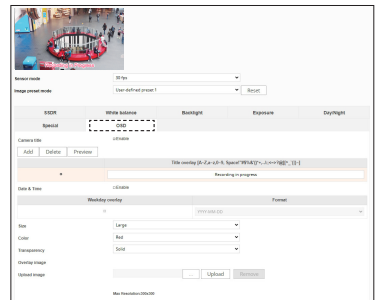 Sensor mode 30 fps
Image preset mode User-defined preset 1 Reset
SSDR White balance Backlight Exposure Day/Night
Special OSD
Camera title Enable
Add Delete Preview
Recording in progress
Date & Time Enable
Weekday overlay Format
Size Large
Color Red
Transparency Solid
Overlay image
Upload image ... Upload Remove